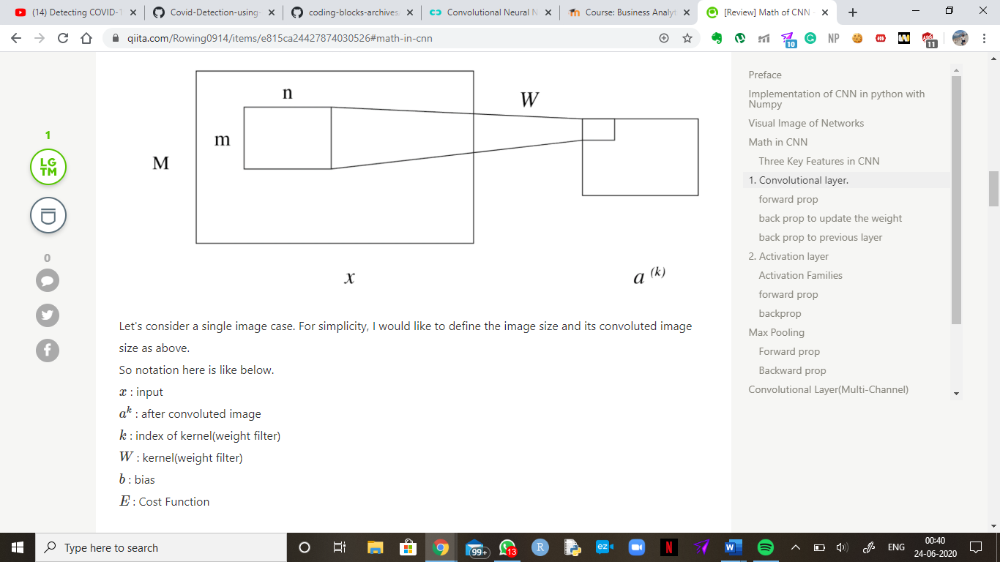 (14) Detecting COVID-1
Covid-Detection-using-
coding-blocks-archives
Convolutional Neural N
Course: Business Analyt
[Review] Math of CNN -
qiita.com/Rowing0914/items/e815ca24427874030526#math-in-cnn
10
NP
11
n
W
m
M
x
a (k)
1
LG
TM
0
Let's consider a single image case. For simplicity, I would like to define the image size and its convoluted image
size as above.
So notation here is like below.
x : input
a^k : after convoluted image
k : index of kernel(weight filter)
W : kernel(weight filter)
b : bias
E : Cost Function
Preface
Implementation of CNN in python with
Numpy
Visual Image of Networks
Math in CNN
Three Key Features in CNN
1. Convolutional layer.
forward prop
back prop to update the weight
back prop to previous layer
2. Activation layer
Activation Families
forward prop
backprop
Max Pooling
Forward prop
Backward prop
Convolutional Layer(Multi-Channel)
Type here to search
99+
13
R
ez
N
W
ENG
00:40
24-06-2020